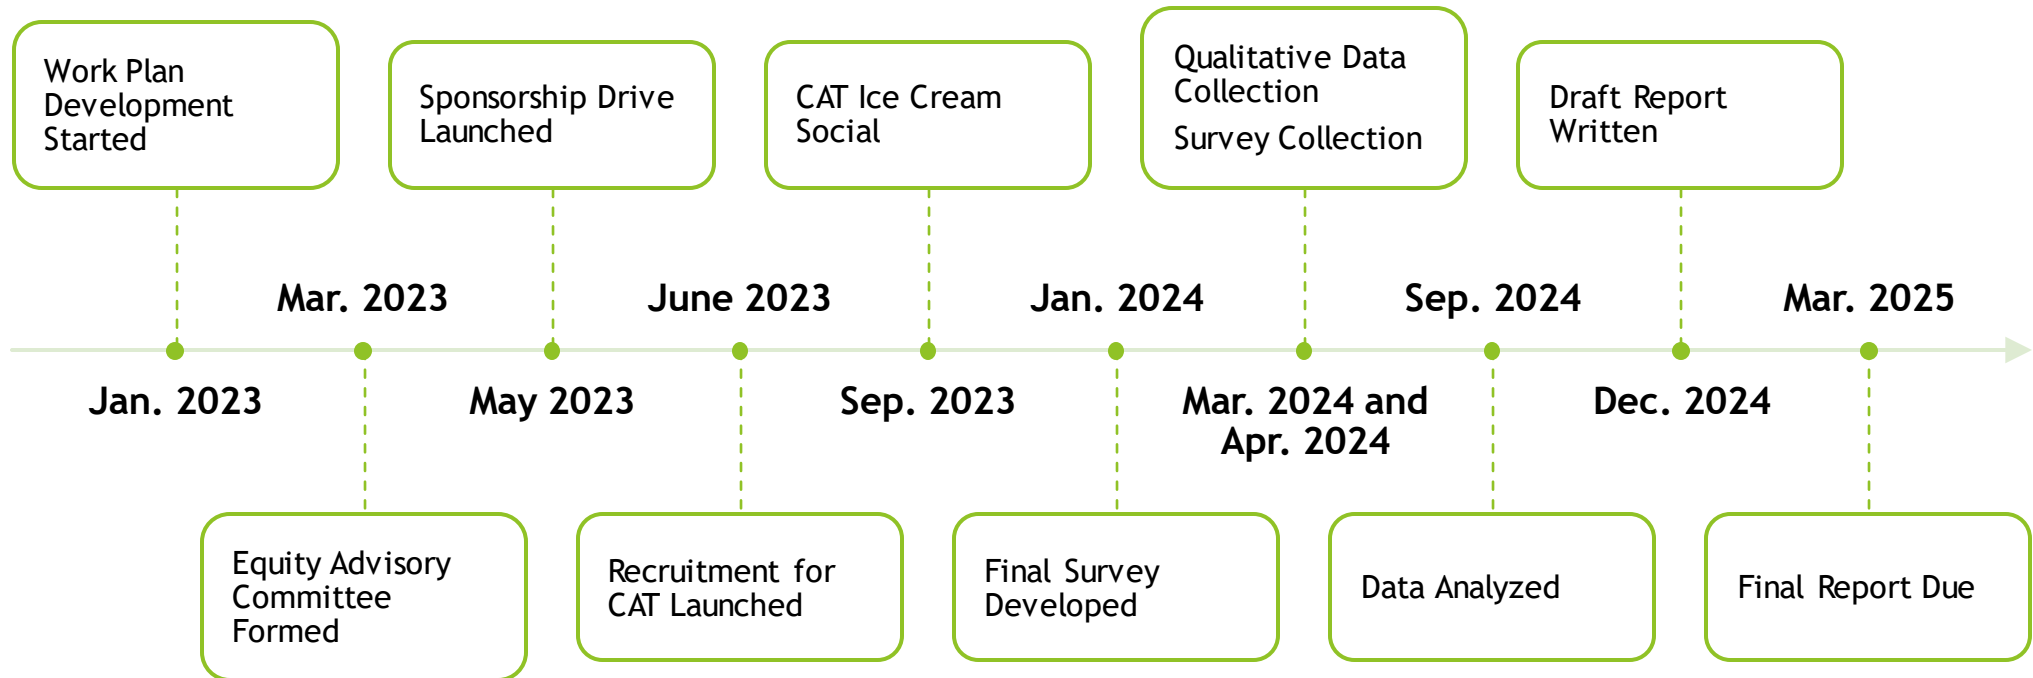 Work Plan
Development
Started
Sponsorship Drive
Launched
CAT Ice Cream
Social
Qualitative Data
Collection
Survey Collection
Draft Report
Written
Mar. 2023
June 2023
Jan. 2024
Sep. 2024
Mar. 2025
Jan. 2023
May 2023
Sep. 2023
Mar. 2024 and
Apr. 2024
Dec. 2024
Equity Advisory
Committee
Formed
Recruitment for
CAT Launched
Final Survey
Developed
Data Analyzed
Final Report Due